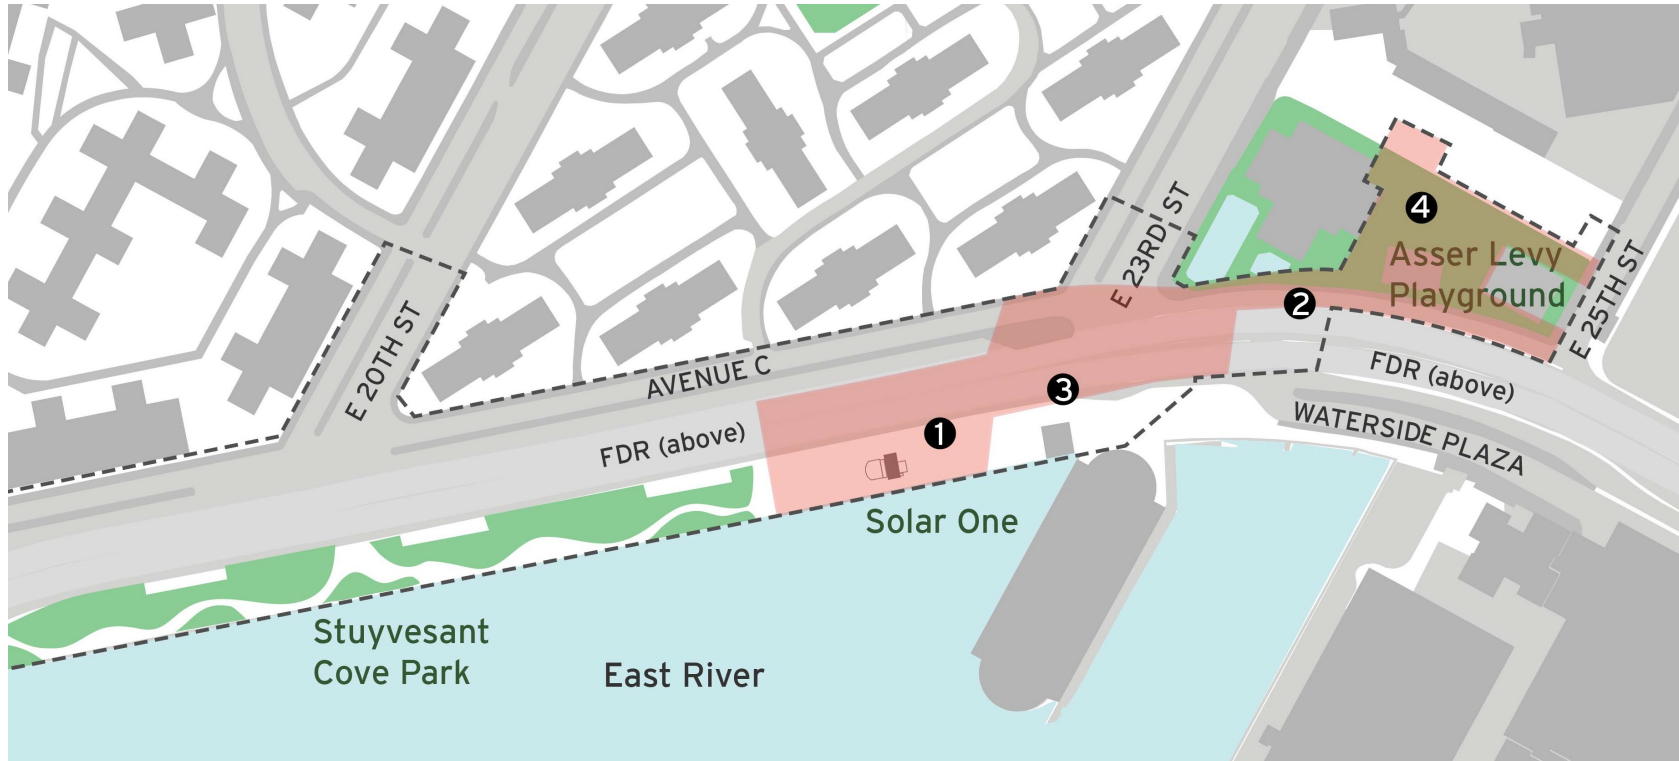 E 20TH ST
AVENUE C
FDR (above)
E 23RD ST
4
Asser Levy
Playground
2
E 25TH ST
3
FDR (above)
1
WATERSIDE PLAZA
Solar One
Stuyvesant
Cove Park
East River